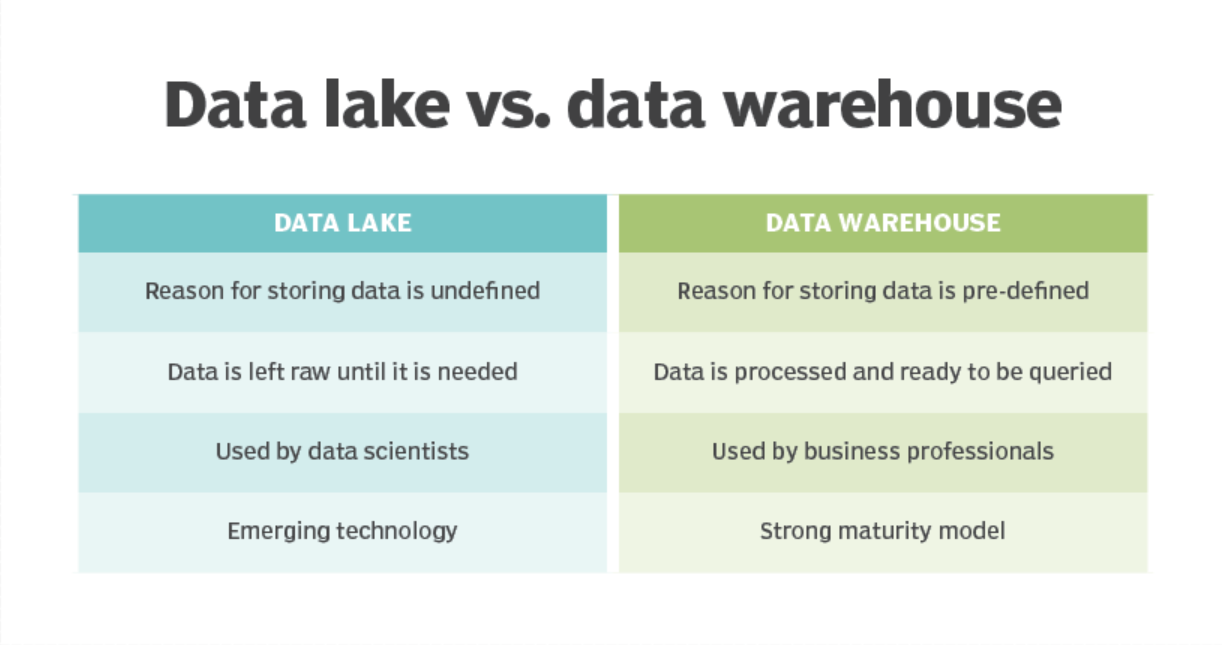 Data lake vs. data warehouse
DATA LAKE
DATA WAREHOUSE
Reason for storing data is undefined
Reason for storing data is pre-defined
Data is left raw until it is needed
Data is processed and ready to be queried
Used by data scientists
Used by business professionals
Emerging technology
Strong maturity model